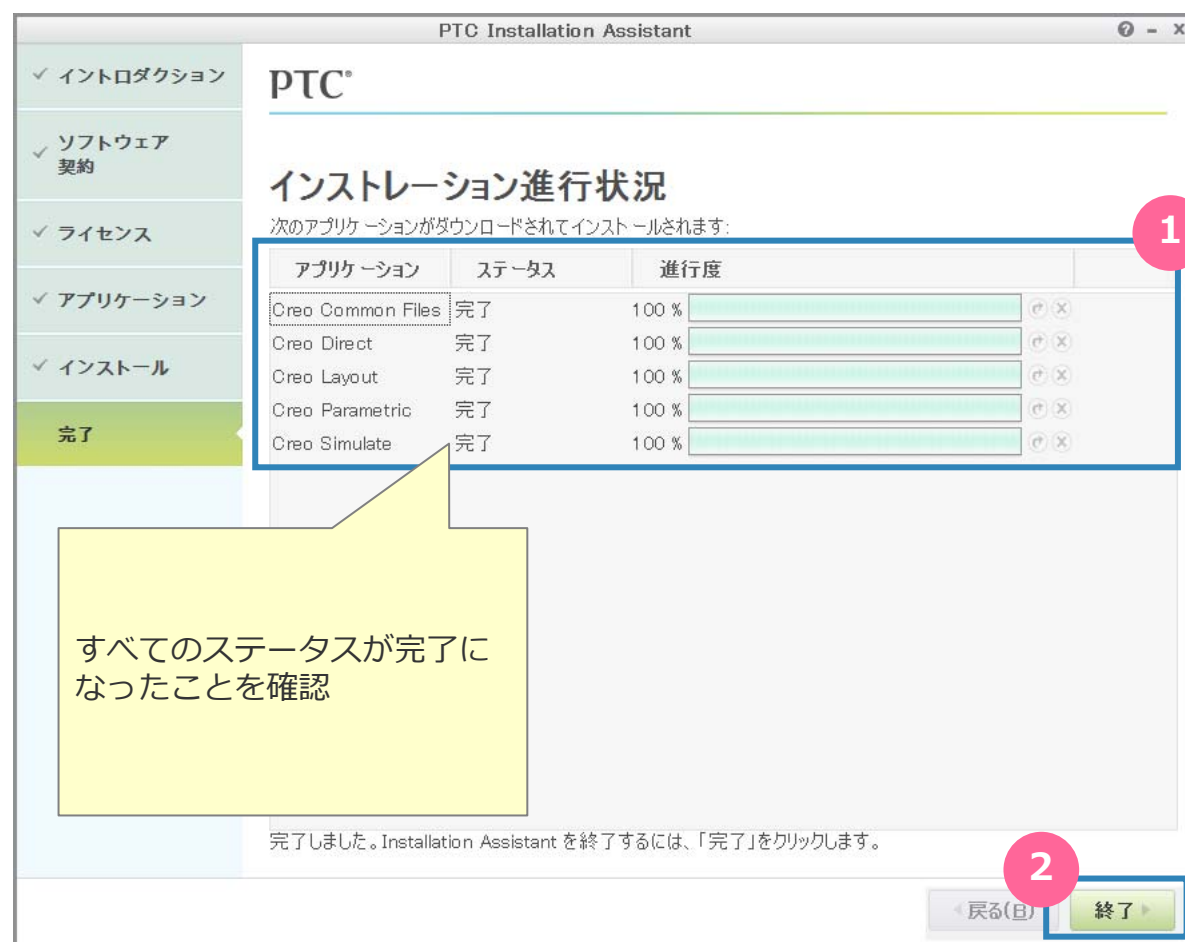 PTC Installation Assistant
イントロダクション
ソフトウェア
契約
ライセンス
アプリケーション
インストール
完了
PTC®
インストレーション進行状況
次のアプリケーションがダウンロードされてインストールされます:
1
アプリケーション ステータス 進行度
Creo Common Files 完了 100 %
Creo Direct 完了 100 %
Creo Layout 完了 100 %
Creo Parametric 完了 100 %
Creo Simulate 完了 100 %
すべてのステータスが完了に
なったことを確認
完了しました。Installation Assistant を終了するには、「完了」をクリックします。
2
戻る(B) 終了